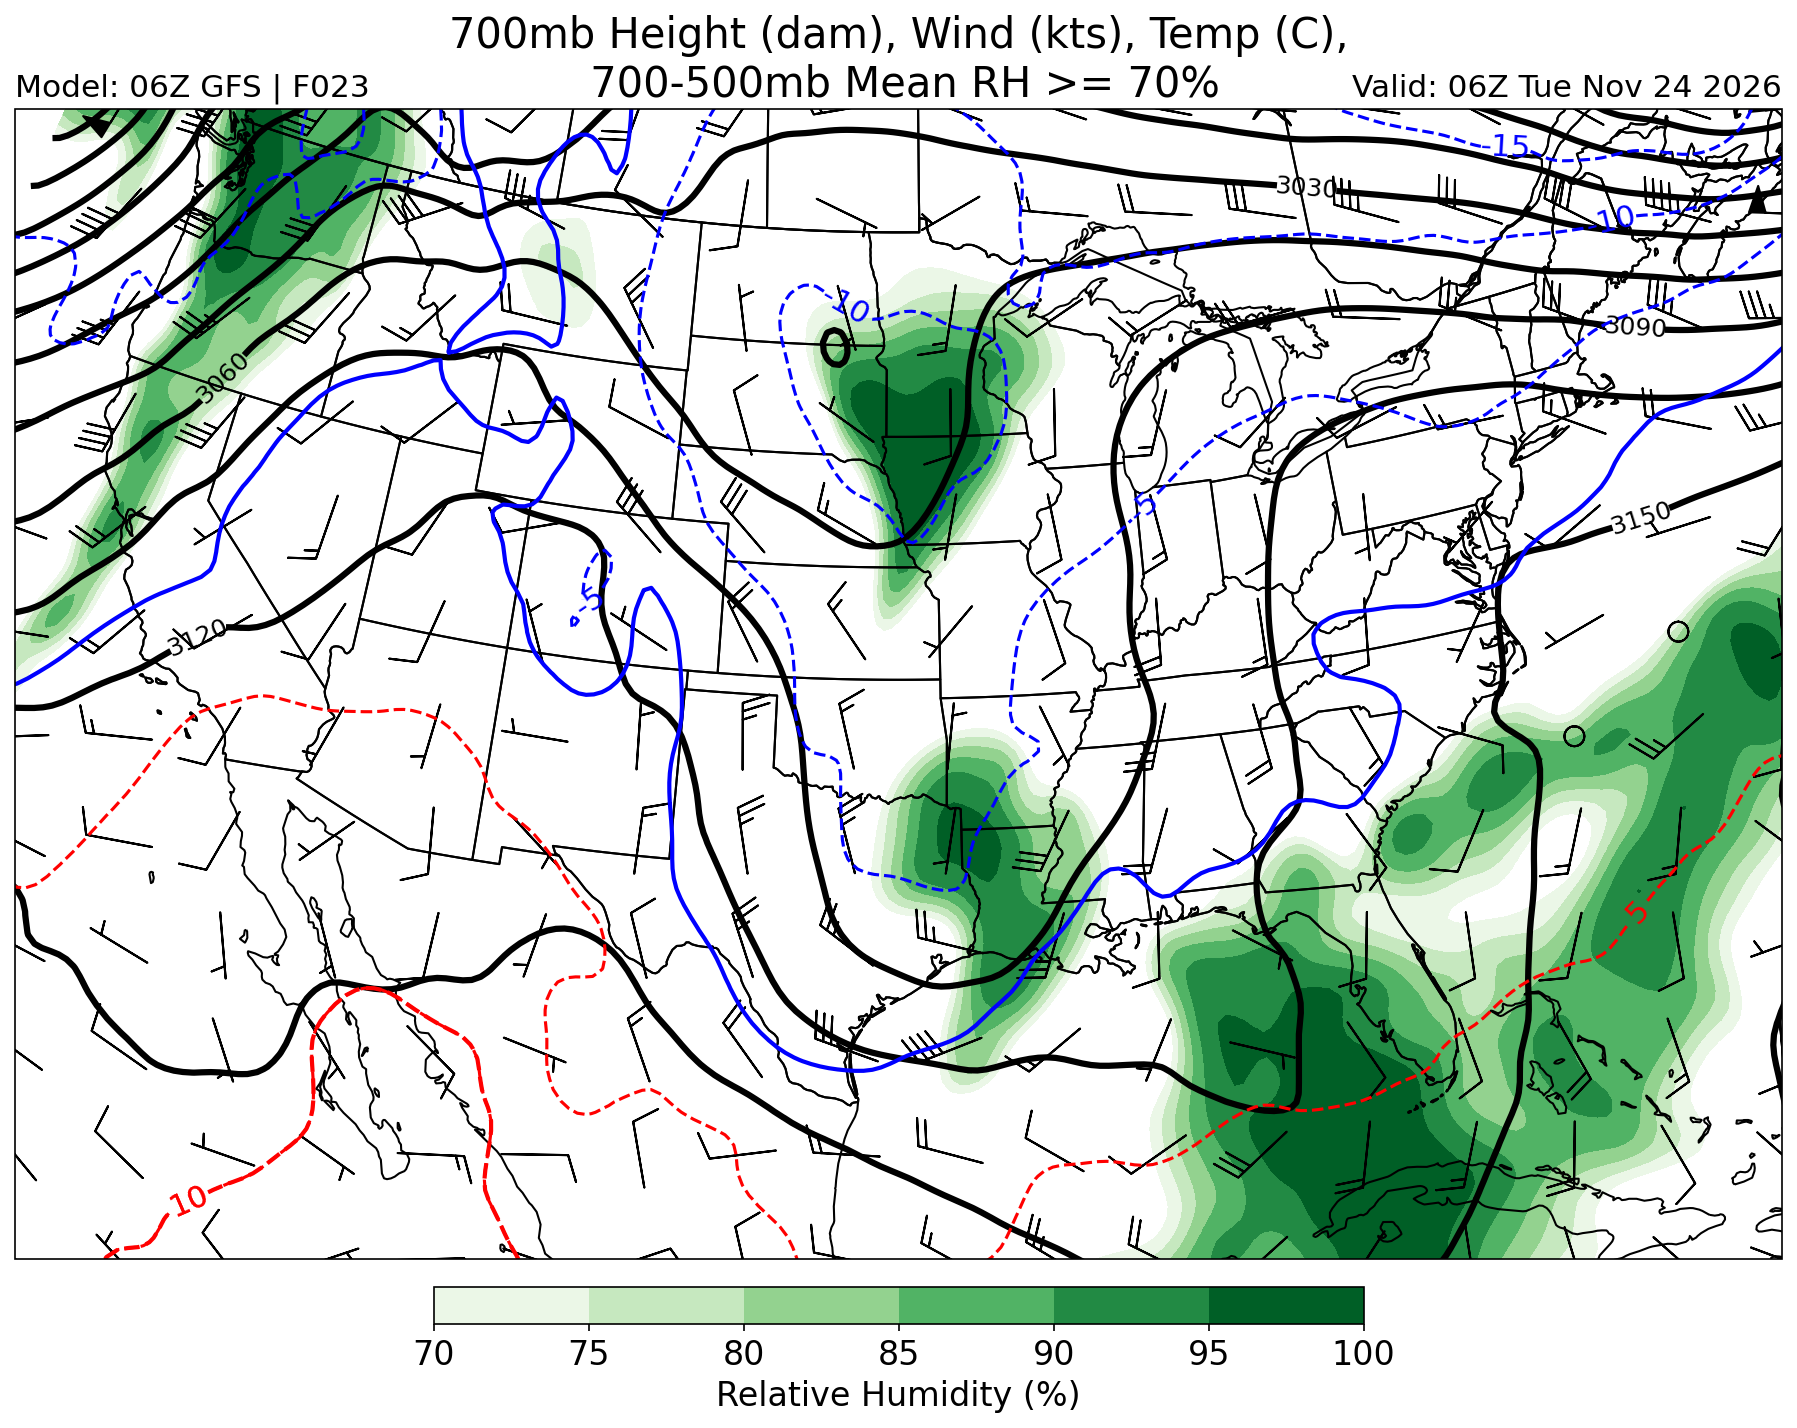 700mb Height (dam), Wind (kts), Temp (C),
700-500mb Mean RH >= 70%
Model: 06Z GFS | F023
Valid: 06Z Tue Nov 24 2026
-15
3030
-10
-10
3090
3060
-5
3150
-5
3120
5
10
70 75 80 85 90 95 100
Relative Humidity (%)